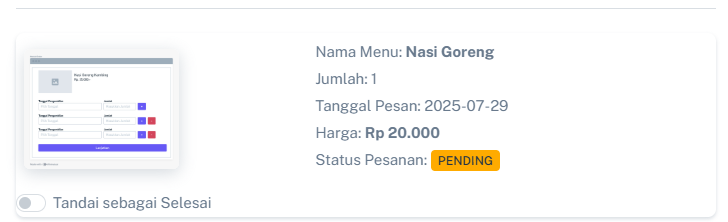 Nama Menu: Nasi Goreng
Jumlah: 1
Tanggal Pesan: 2025-07-29
Harga: Rp 20.000
Status Pesanan: PENDING
Tandai sebagai Selesai